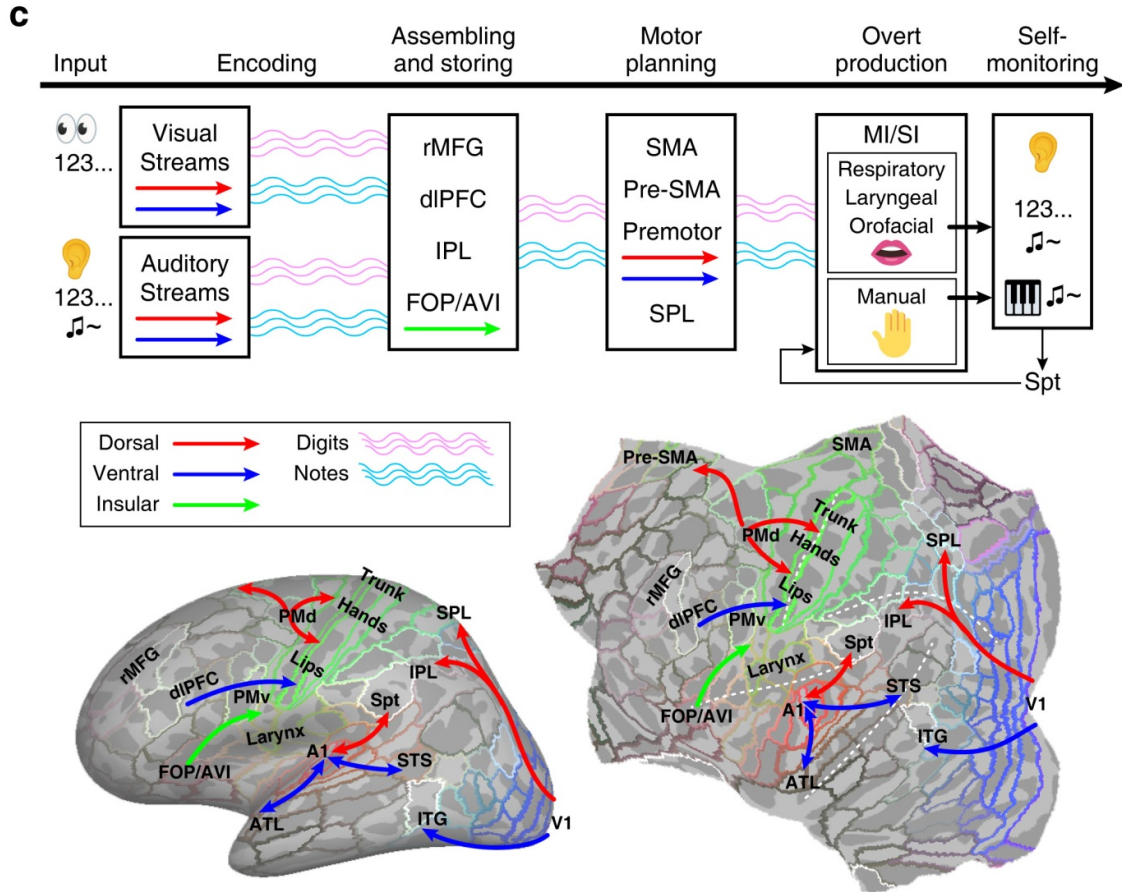 c
Input
Encoding
Assembling
and storing
Motor
planning
Overt
production
Self-
monitoring
123...
Visual
Streams
123...
Auditory
Streams
rMFG
dlPFC
IPL
FOP/AVI
SMA
Pre-SMA
Premotor
SPL
MI/SI
Respiratory
Laryngeal
Orofacial
Manual
123...
Spt
Dorsal
Ventral
Insular
Digits
Notes
rMFG
dlPFC
FOP/AVI
PMd
PMv
Trunk
Hands
Lips
Larynx
SPL
IPL
Spt
A1
STS
ATL
ITG
V1
Pre-SMA
SMA
rMFG
dlPFC
PMd
PMv
Trunk
Hands
Lips
Larynx
FOP/AVI
SPL
IPL
Spt
A1
STS
ATL
ITG
V1